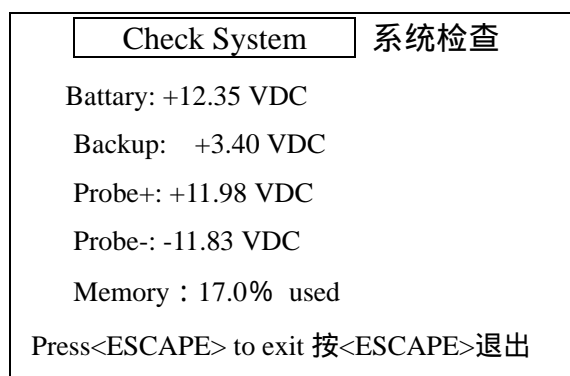 Check System 系统检查
Battary: +12.35 VDC
Backup: +3.40 VDC
Probe+: +11.98 VDC
Probe-: -11.83 VDC
Memory：17.0% used
Press<ESCAPE> to exit 按<ESCAPE>退出